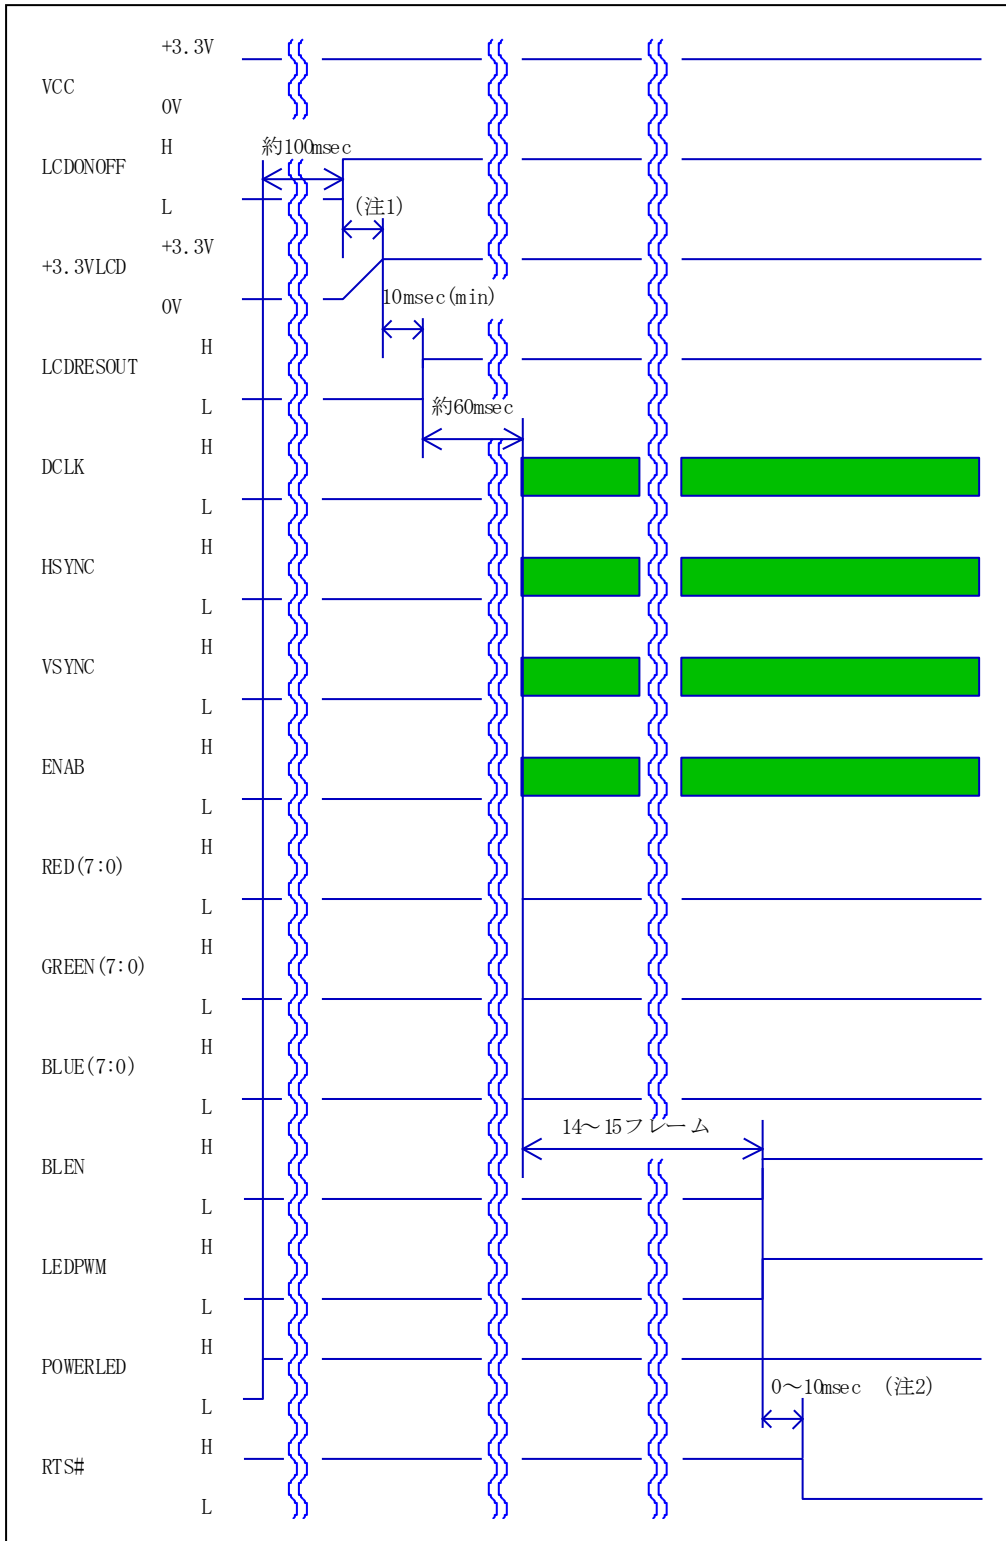 +3.3V
VCC
0V
H
約100msec
LCDONOFF
L
(注1)
+3.3V
+3.3VLCD
0V
10msec(min)
H
LCDRESOUT
L
約60msec
H
DCLK
L
H
HSYNC
L
H
VSYNC
L
H
ENAB
L
H
RED(7:0)
L
H
GREEN(7:0)
L
H
BLUE(7:0)
L
14～15フレーム
H
BLEN
L
H
LEDPWM
L
H
POWERLED
0～10msec (注2)
L
H
RTS#
L